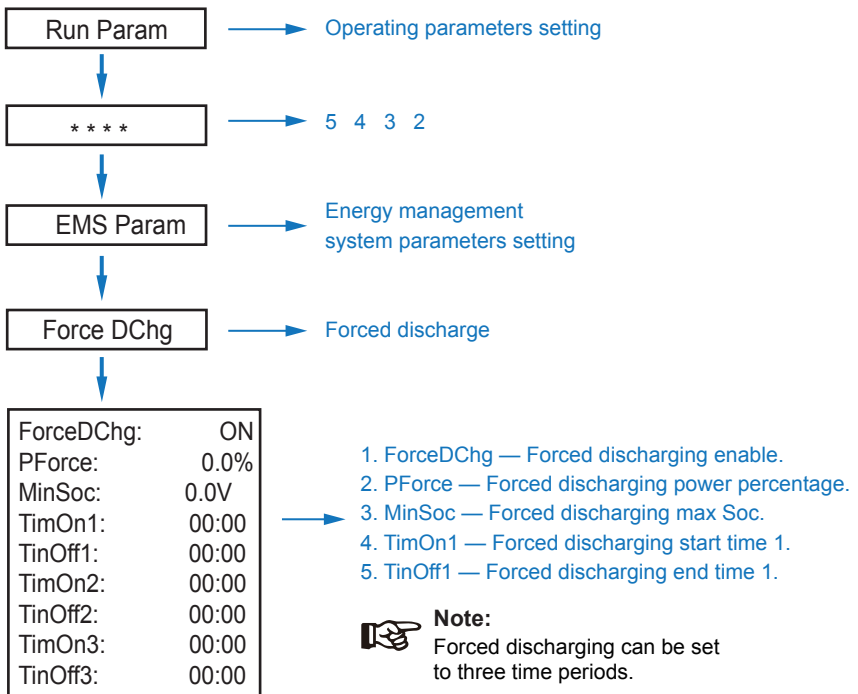 Run Param
Operating parameters setting
* * * *
5 4 3 2
EMS Param
Energy management
system parameters setting
Force DChg
Forced discharge
ForceDChg: ON
PForce: 0.0%
MinSoc: 0.0V
TimOn1: 00:00
TinOff1: 00:00
TimOn2: 00:00
TinOff2: 00:00
TimOn3: 00:00
TinOff3: 00:00
1. ForceDChg — Forced discharging enable.
2. PForce — Forced discharging power percentage.
3. MinSoc — Forced discharging max Soc.
4. TimOn1 — Forced discharging start time 1.
5. TinOff1 — Forced discharging end time 1.
Note:
Forced discharging can be set
to three time periods.